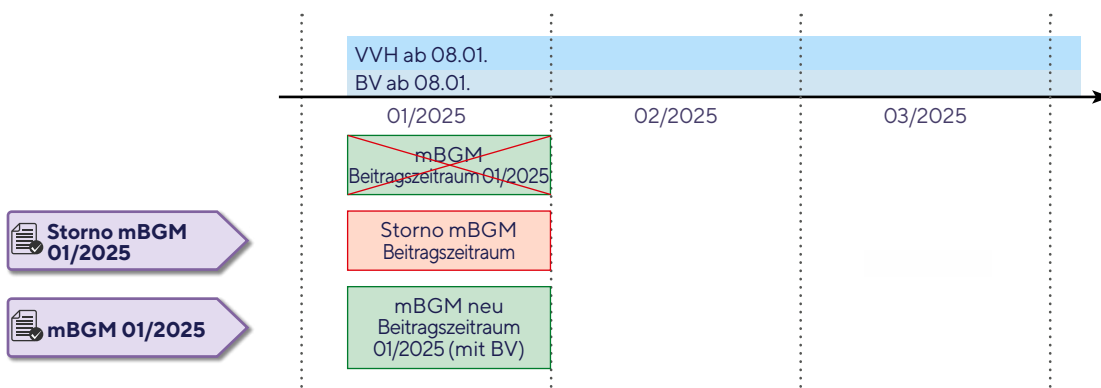 VVH ab 08.01.
BV ab 08.01.
01/2025
02/2025
03/2025
mBGM
Beitragszeitraum 01/2025
Storno mBGM
01/2025
Storno mBGM
Beitragszeitraum
mBGM 01/2025
mBGM neu
Beitragszeitraum
01/2025 (mit BV)